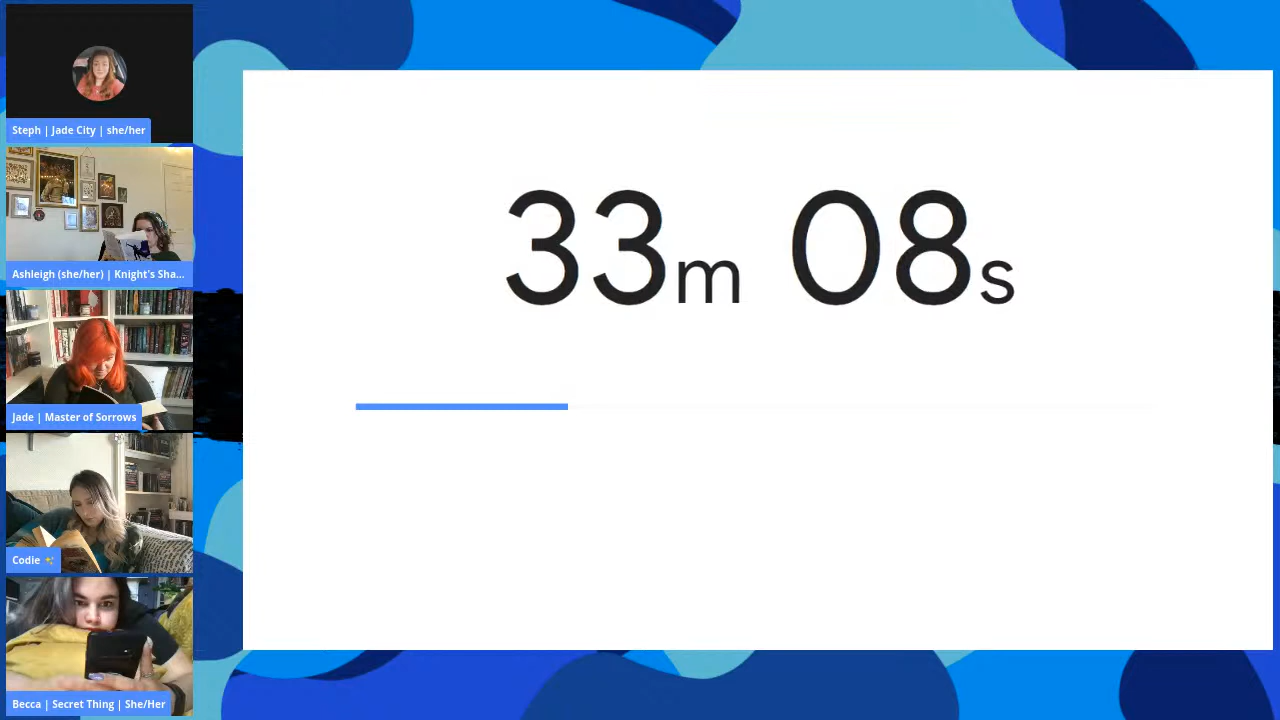 Steph | Jade City | she/her
33m 08s
Ashleigh (she/her) | Knight's Sha...
Jade | Master of Sorrows
Codie ✨
Becca | Secret Thing | She/Her